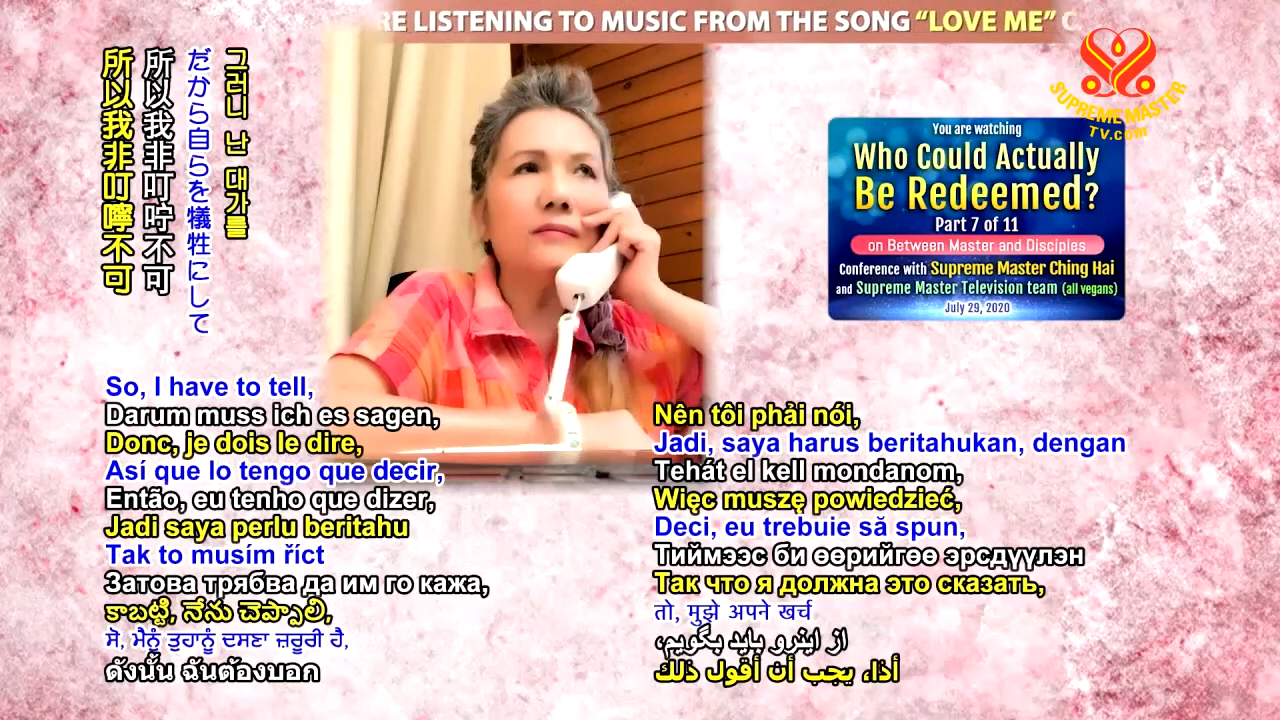 RE LISTENING TO MUSIC FROM THE SONG “LOVE ME”
SUPREME MASTER
TV.com
You are watching
Who Could Actually
Be Redeemed?
Part 7 of 11
on Between Master and Disciples
Conference with Supreme Master Ching Hai
and Supreme Master Television team (all vegans)
July 29, 2020
그러니 난 대가를
だから自らを犠牲にして
所以我非叮咛不可
所以我非叮嚀不可
So, I have to tell,
Darum muss ich es sagen,
Donc, je dois le dire,
Así que lo tengo que decir,
Então, eu tenho que dizer,
Jadi saya perlu beritahu
Tak to musím říct
Затова трябва да им го кажа,
కాబట్టి, నేను చెప్పాలి,
ਸੋ, ਮੈਨੂੰ ਤੁਹਾਨੂੰ ਦਸਣਾ ਜ਼ਰੂਰੀ ਹੈ,
ดังนั้น ฉันต้องบอก
Nên tôi phải nói,
Jadi, saya harus beritahukan, dengan
Tehát el kell mondanom,
Więc muszę powiedzieć,
Deci, eu trebuie să spun,
Тиймээс би өөрийгөө эрсдүүлэн
Так что я должна это сказать,
तो, मुझे अपने खर्च
از اینرو باید بگویم،
أذا، يجب أن أقول ذلك